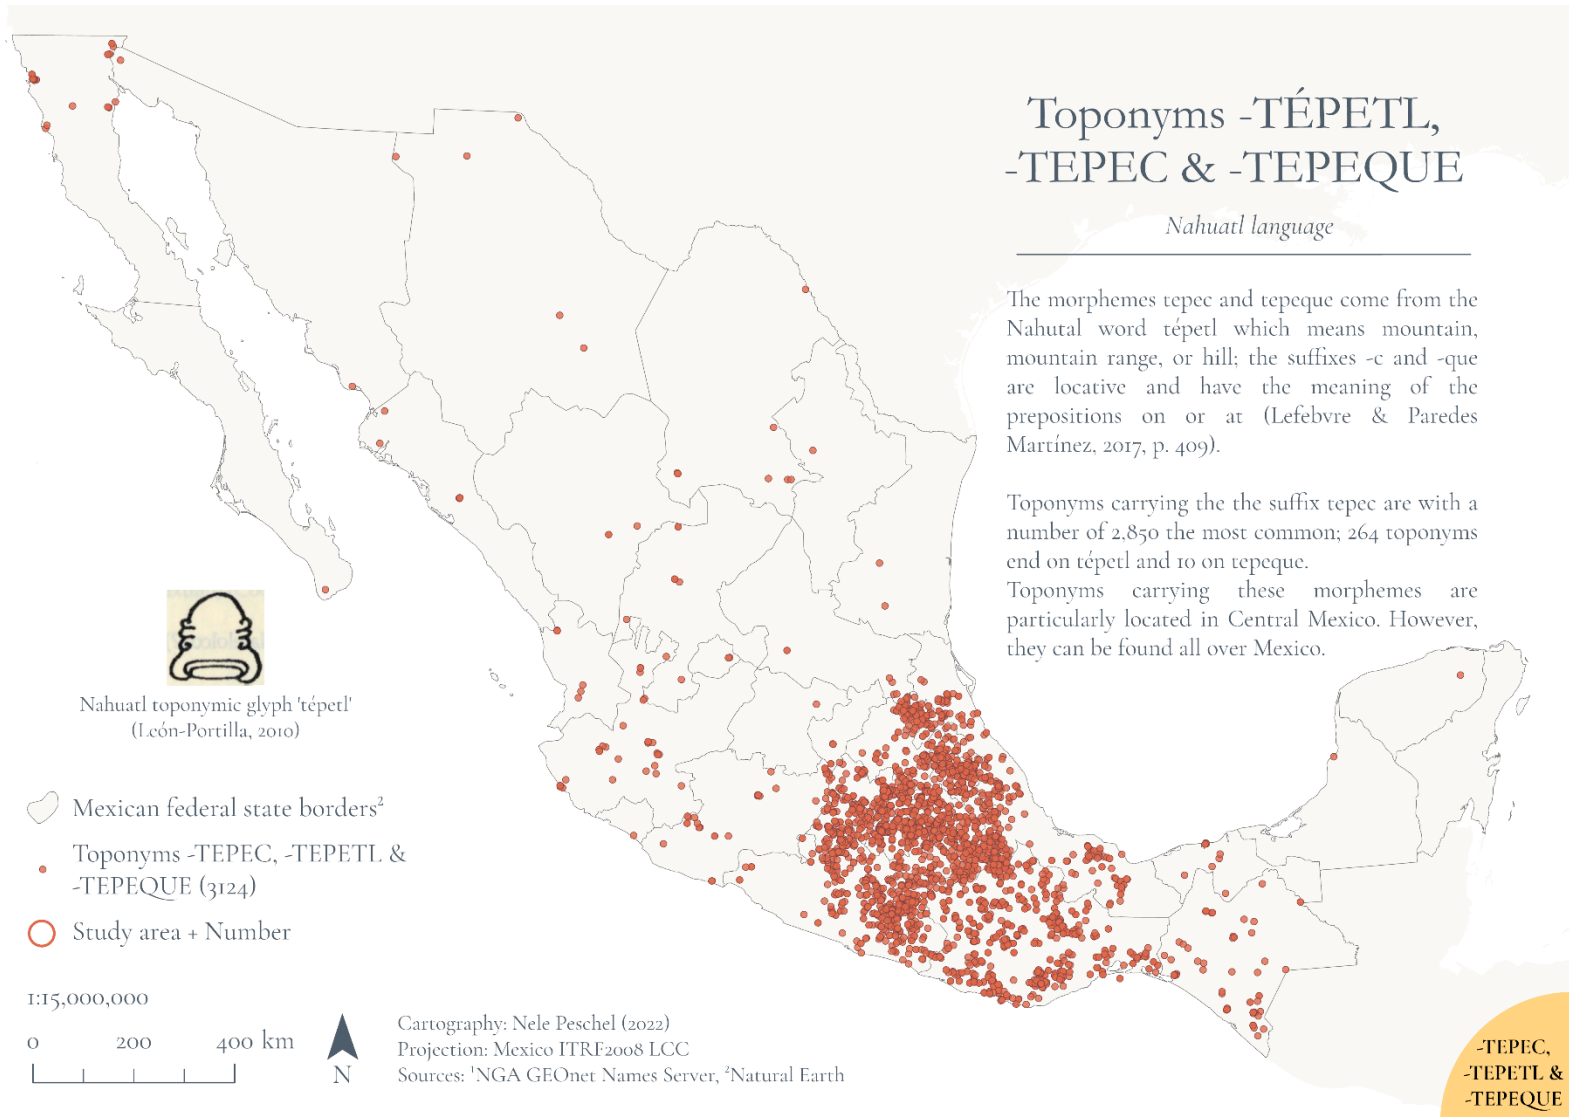 Toponyms -TÉPETL,
-TEPEC & -TEPEQUE
Nahuatl language
The morphemes tepec and tepeque come from the
Nahutal word tépetl which means mountain,
mountain range, or hill; the suffixes -c and -que
are locative and have the meaning of the
prepositions on or at (Lefebvre & Paredes
Martínez, 2017, p. 409).
Toponyms carrying the the suffix tepec are with a
number of 2,850 the most common; 264 toponyms
end on tépetl and 10 on tepeque.
Toponyms carrying these morphemes are
particularly located in Central Mexico. However,
they can be found all over Mexico.
Nahuatl toponymic glyph 'tépetl'
(León-Portilla, 2010)
Mexican federal state borders²
Toponyms -TEPEC, -TEPETL &
-TEPEQUE (3124)
Study area + Number
1:15,000,000
0 200 400 km
N
Cartography: Nele Peschel (2022)
Projection: Mexico ITRF2008 LCC
Sources: ¹NGA GEOnet Names Server, ²Natural Earth
-TEPEC,
-TEPETL &
-TEPEQUE